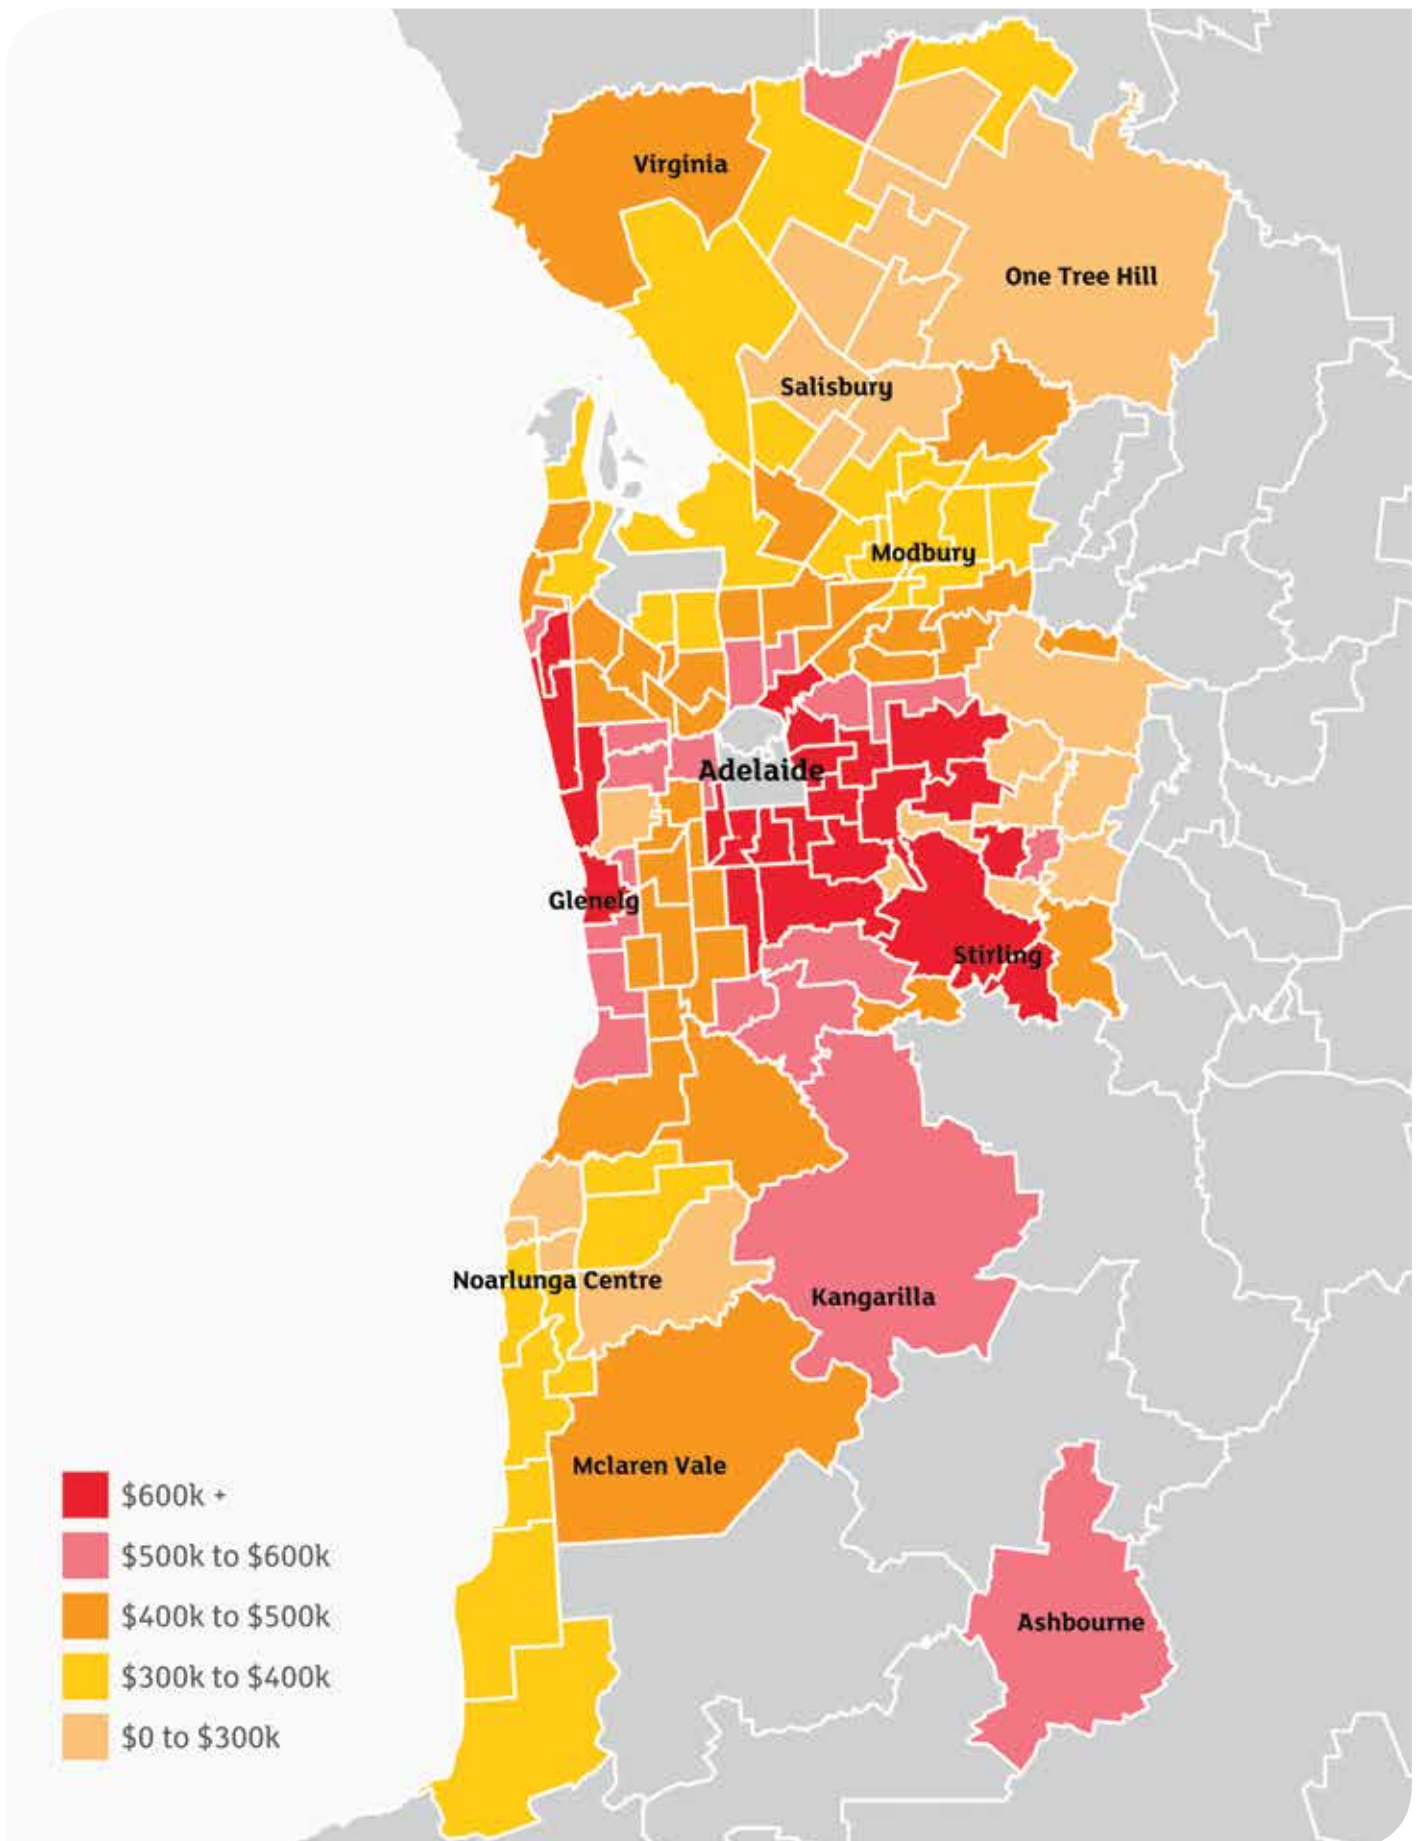 Virginia
One Tree Hill
Salisbury
Modbury
Adelaide
Glenelg
Stirling
Noarlunga Centre
Kangarilla
Mclaren Vale
Ashbourne
$600k +
$500k to $600k
$400k to $500k
$300k to $400k
$0 to $300k